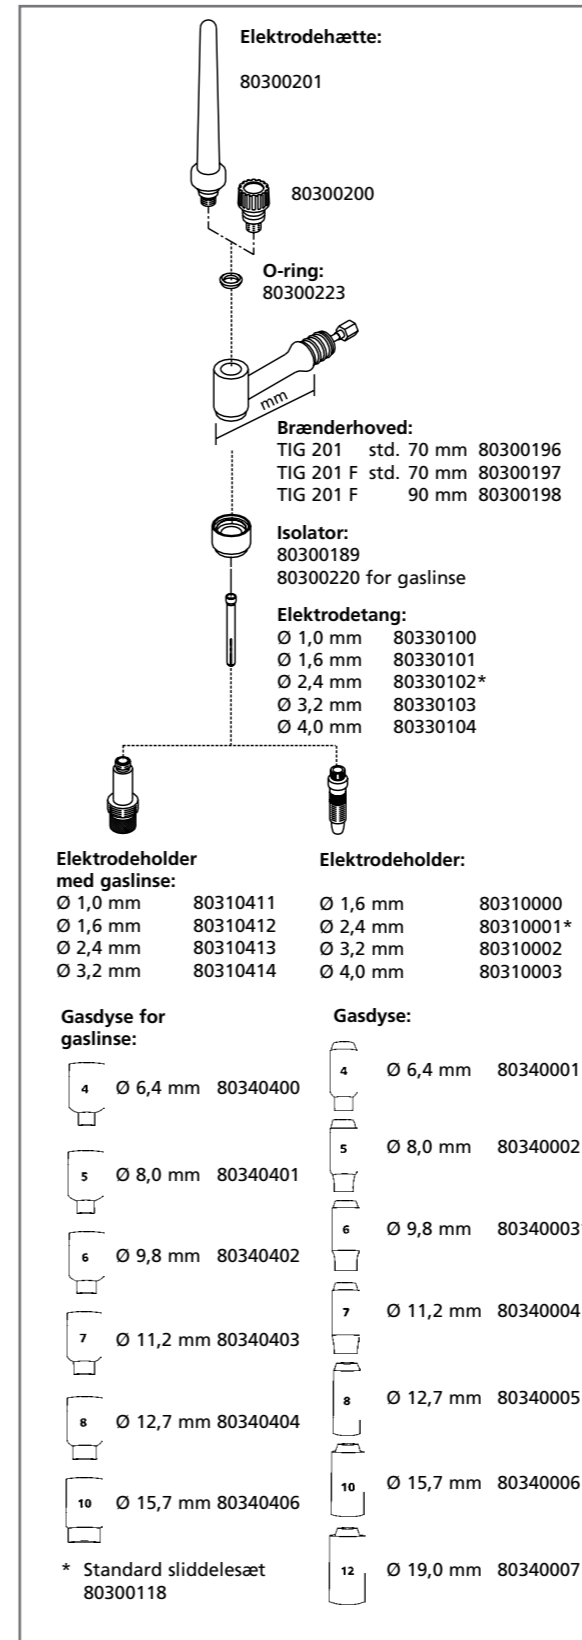 Elektrodehætte:
80300201
80300200
O-ring:
80300223
mm
Brænderhoved:
TIG 201 std. 70 mm 80300196
TIG 201 F std. 70 mm 80300197
TIG 201 F 90 mm 80300198
Isolator:
80300189
80300220 for gaslinse
Elektrodetang:
Ø 1,0 mm 80330100
Ø 1,6 mm 80330101
Ø 2,4 mm 80330102*
Ø 3,2 mm 80330103
Ø 4,0 mm 80330104
Elektrodeholder
med gaslinse:
Ø 1,0 mm 80310411
Ø 1,6 mm 80310412
Ø 2,4 mm 80310413
Ø 3,2 mm 80310414
Elektrodeholder:
Ø 1,6 mm 80310000
Ø 2,4 mm 80310001*
Ø 3,2 mm 80310002
Ø 4,0 mm 80310003
Gasdyse for
gaslinse:
4 Ø 6,4 mm 80340400
5 Ø 8,0 mm 80340401
6 Ø 9,8 mm 80340402
7 Ø 11,2 mm 80340403
8 Ø 12,7 mm 80340404
10 Ø 15,7 mm 80340406
Gasdyse:
4 Ø 6,4 mm 80340001
5 Ø 8,0 mm 80340002
6 Ø 9,8 mm 80340003
7 Ø 11,2 mm 80340004
8 Ø 12,7 mm 80340005
10 Ø 15,7 mm 80340006
12 Ø 19,0 mm 80340007
* Standard sliddelesæt
80300118